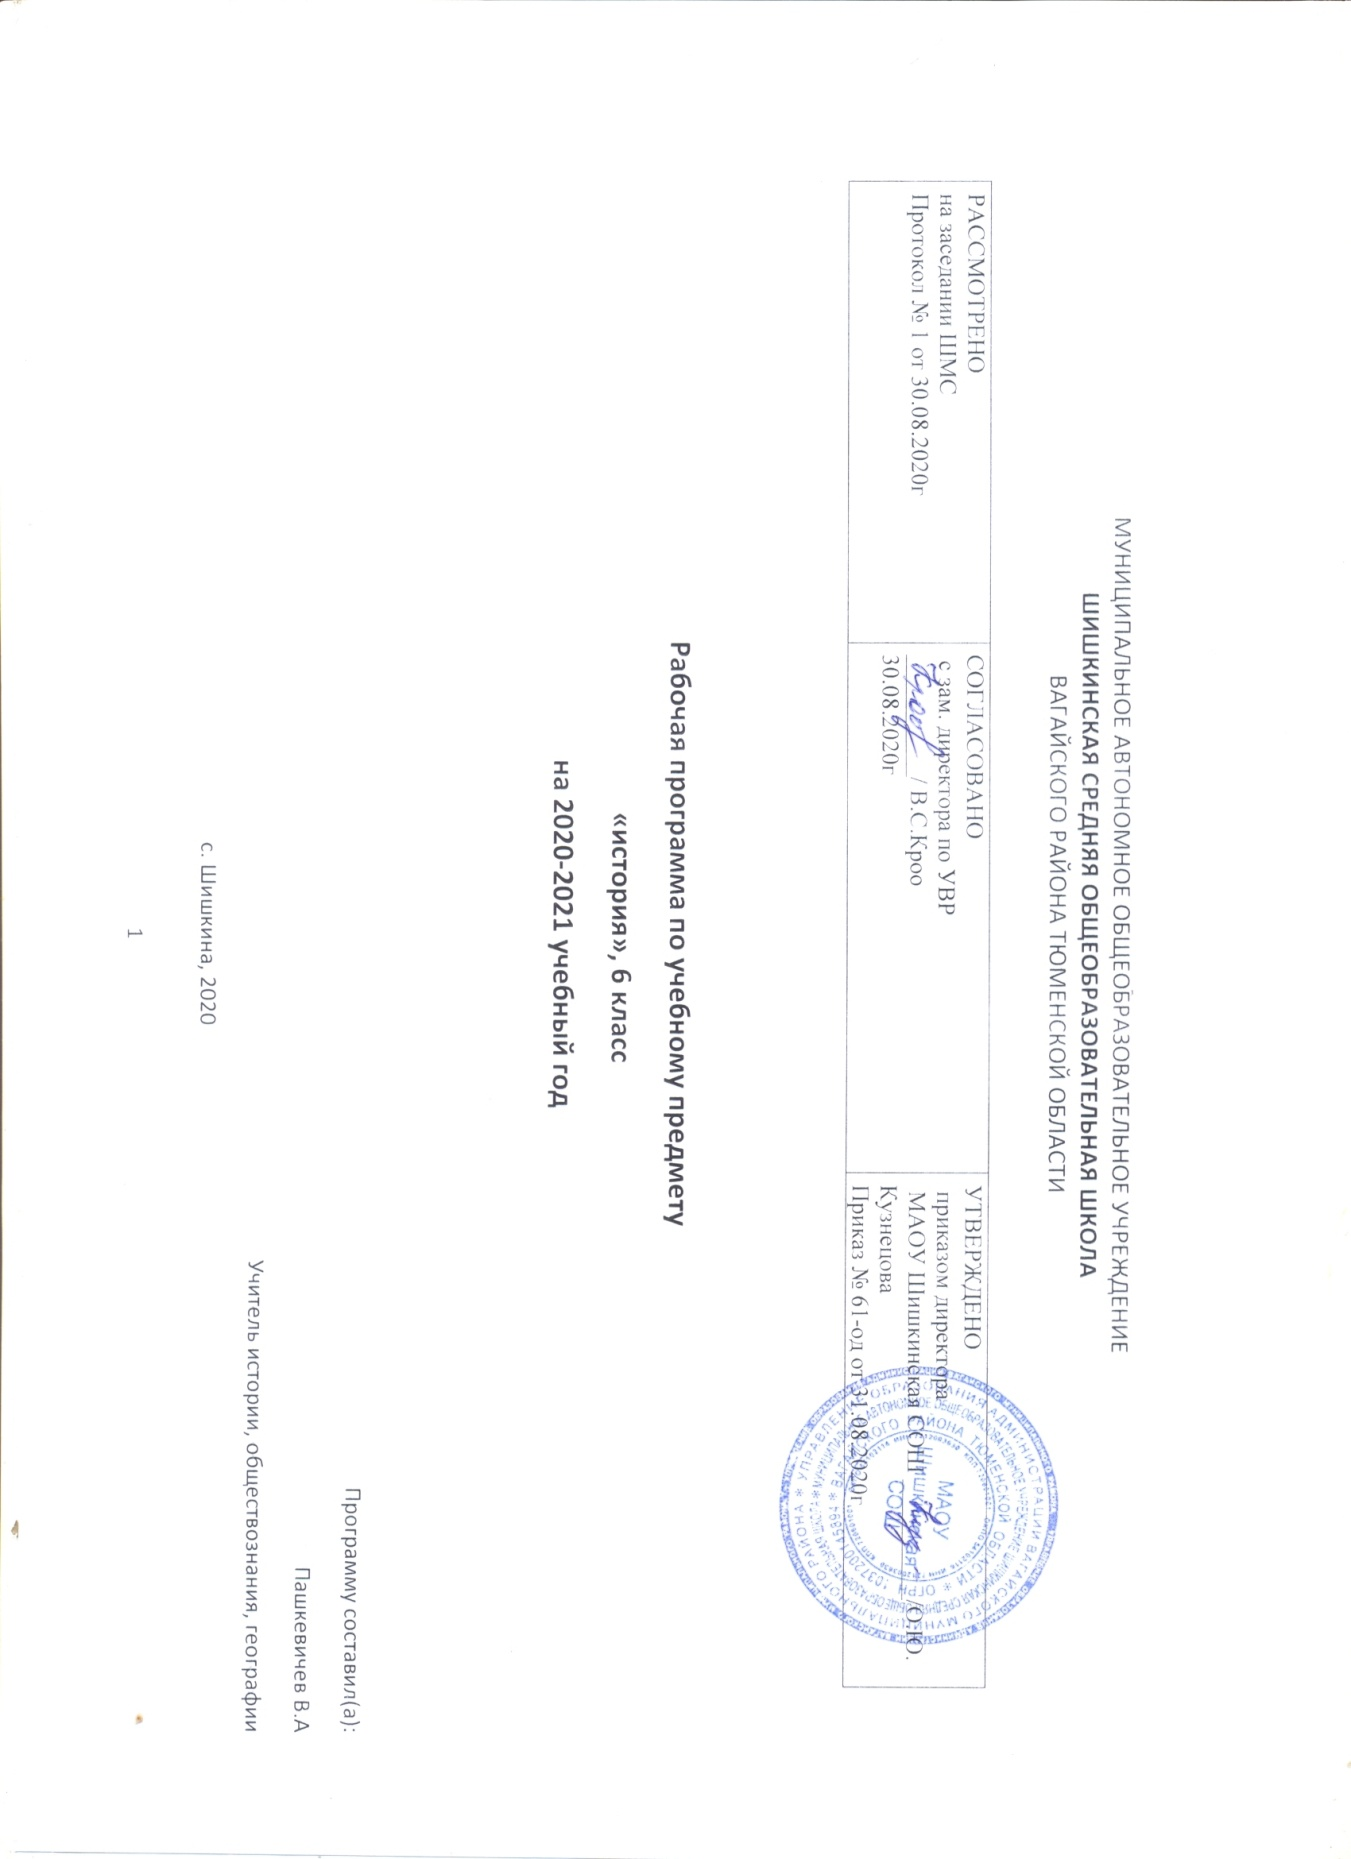 МУНИЦИПАЛЬНОЕ АВТОНОМНОЕ ОБЩЕОБРАЗОВАТЕЛЬНОЕ УЧРЕЖДЕНИЕ
ШИШКИНСКАЯ СРЕДНЯЯ ОБЩЕОБРАЗОВАТЕЛЬНАЯ ШКОЛА
ВАГАЙСКОГО РАЙОНА ТЮМЕНСКОЙ ОБЛАСТИ
РАССМОТРЕНО
на заседании ШМС
Протокол № 1 от 30.08.2020г
СОГЛАСОВАНО
с зам. директора по УВР
/ В.С.Кроо
30.08.2020г
УТВЕРЖДЕНО
приказом директора
МАОУ Шишкинская СОШ /О.Ю.
Кузнецова
Приказ № 61-од от 31.08.2020г
МАОУ
Шишкинская
СОШ
Рабочая программа по учебному предмету
«история», 6 класс
на 2020-2021 учебный год
Программу составил(а):
Пашкевичев В.А
Учитель истории, обществознания, географии
с. Шишкина, 2020
1